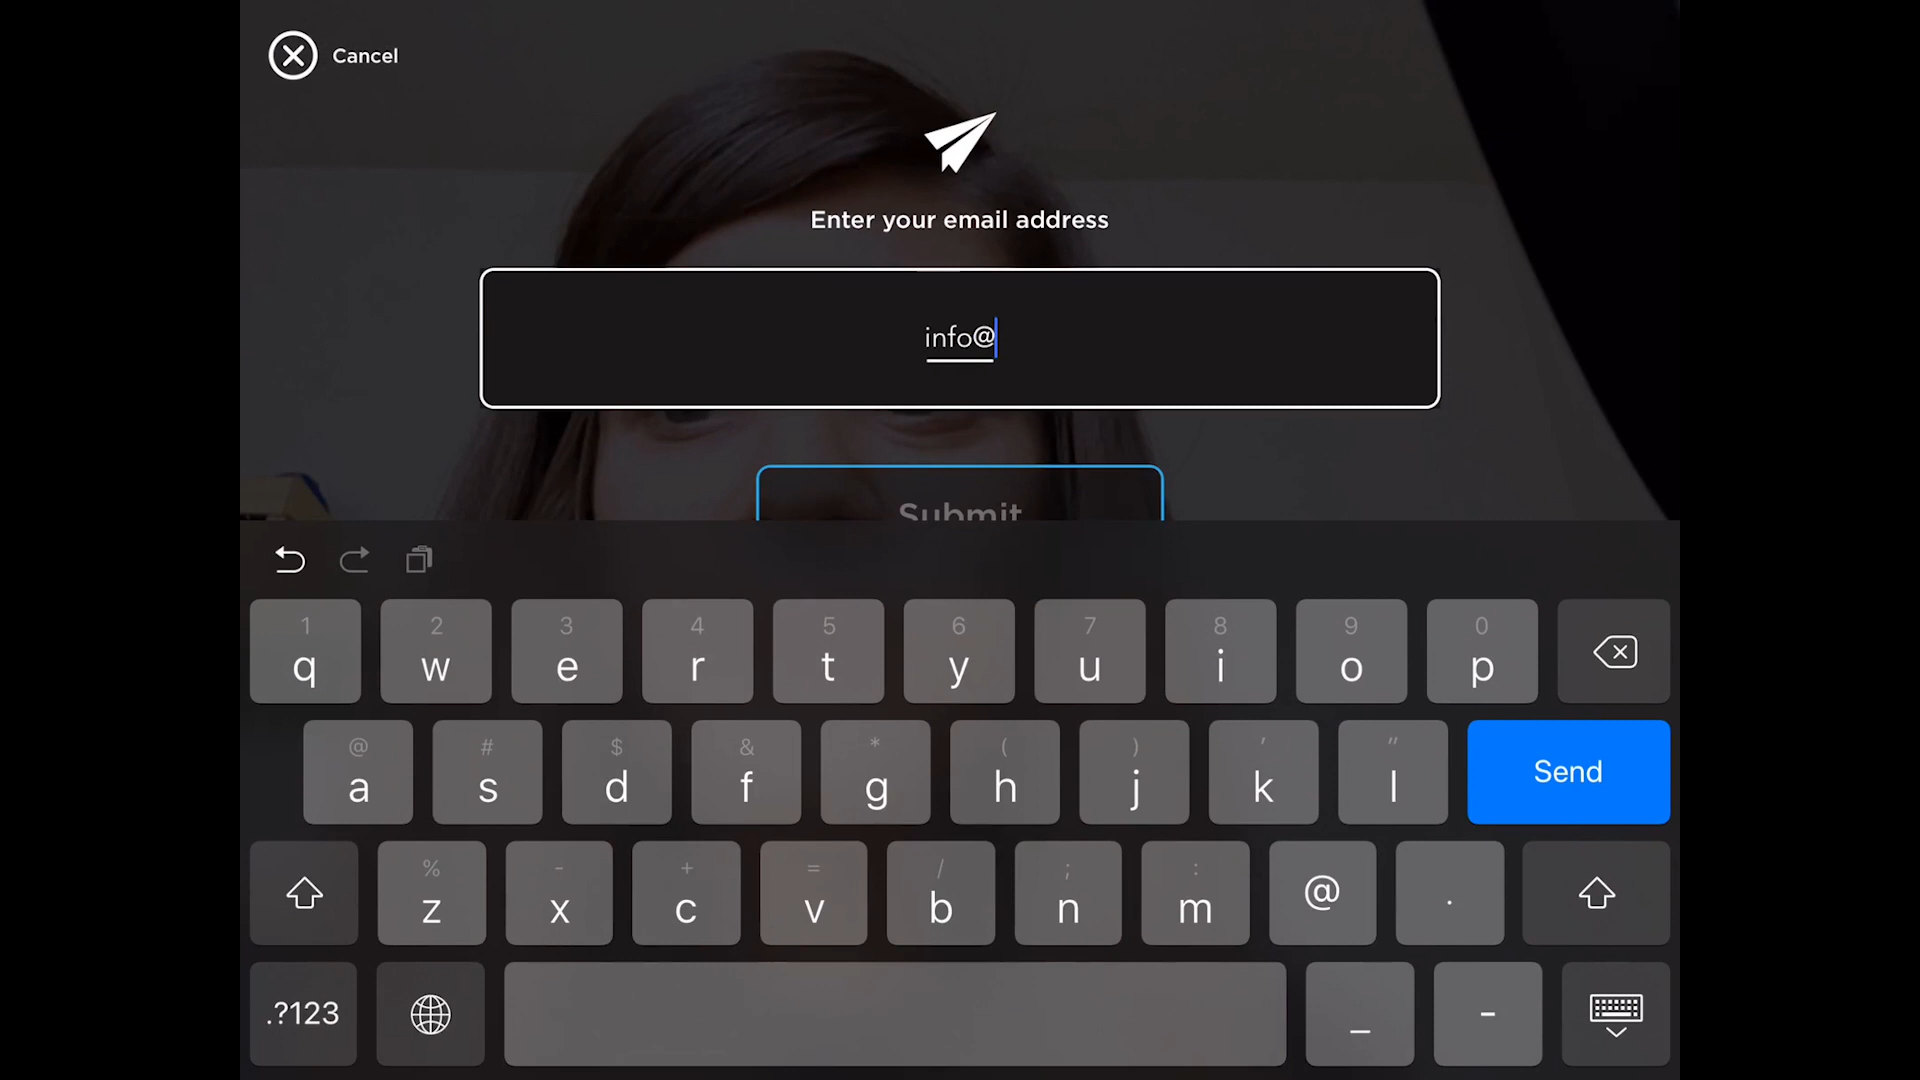 Cancel
Enter your email address
info@
Submit
1 2 3 4 5 6 7 8 9 0
q w e r t y u i o p
@ # $ & * ( ) ' "
a s d f g h j k l Send
% - + = / ; :
z x c v b n m @ .
.?123 _ -